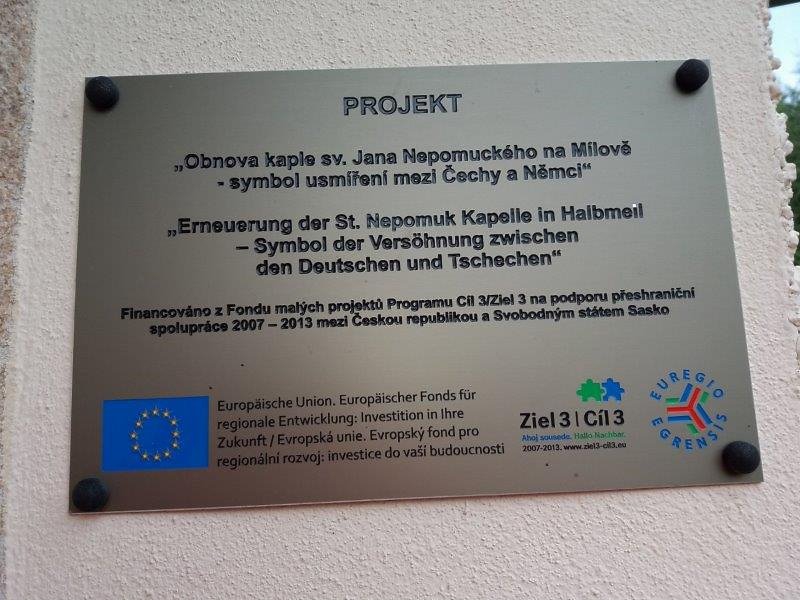 PROJEKT
„Obnova kaple sv. Jana Nepomuckého na Mílově
- symbol usmíření mezi Čechy a Němci“
„Erneuerung der St. Nepomuk Kapelle in Halbmeil
– Symbol der Versöhnung zwischen
den Deutschen und Tschechen“
Financováno z Fondu malých projektů Programu Cíl 3/Ziel 3 na podporu přeshraniční
spolupráce 2007 – 2013 mezi Českou republikou a Svobodným státem Sasko
Europäische Union. Europäischer Fonds für
regionale Entwicklung: Investition in Ihre
Zukunft / Evropská unie. Evropský fond pro
regionální rozvoj: investice do vaší budoucnosti
Ziel 3 | Cíl 3
Ahoj sousede. Hallo Nachbar.
2007-2013. www.ziel3-cil3.eu
EUREGIO
EGRENSIS